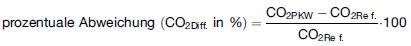 prozentuale Abweichung (CO₂Diff. in %) = (CO₂PKW − CO₂Ref.) / CO₂Ref. · 100